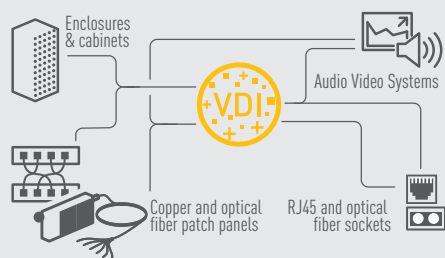 Enclosures
& cabinets
VDI
Audio Video Systems
Copper and optical
fiber patch panels
RJ45 and optical
fiber sockets